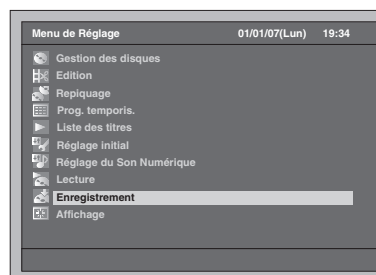 Menu de Réglage 01/01/07(Lun) 19:34
Gestion des disques
Edition
Repiquage
Prog. temporis.
Liste des titres
Réglage initial
Réglage du Son Numérique
Lecture
Enregistrement
Affichage